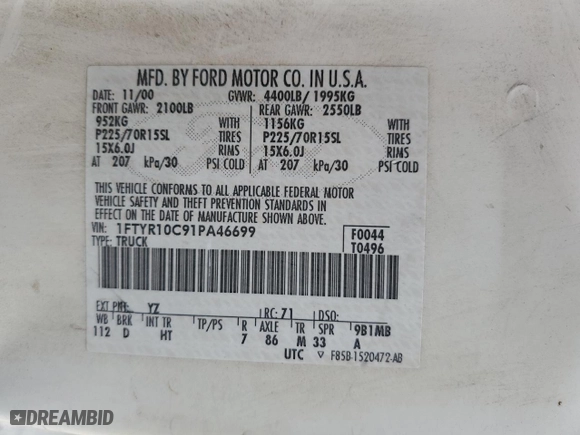 MFD. BY FORD MOTOR CO. IN U.S.A.
DATE: 11/00 GVWR: 4400LB/ 1995KG
FRONT GAWR: 2100LB REAR GAWR: 2550LB
952KG WITH 1156KG WITH
P225/70R15SL TIRES P225/70R15SL TIRES
15X6.0J RIMS 15X6.0J RIMS
AT 207 kPa/30 PSI COLD AT 207 kPa/30 PSI COLD
THIS VEHICLE CONFORMS TO ALL APPLICABLE FEDERAL MOTOR
VEHICLE SAFETY AND THEFT PREVENTION STANDARDS IN
EFFECT ON THE DATE OF MANUFACTURE SHOWN ABOVE.
VIN: 1FTYR10C91PA46699 F0044
TYPE: TRUCK T0496
EXT PNT: YZ RC: 71 DSO:
WB BRK INT TR TP/PS R AXLE TR SPR 9B1MB
112 D HT 7 86 M 33 A
UTC F85B-1520472-AB
DREAMBID